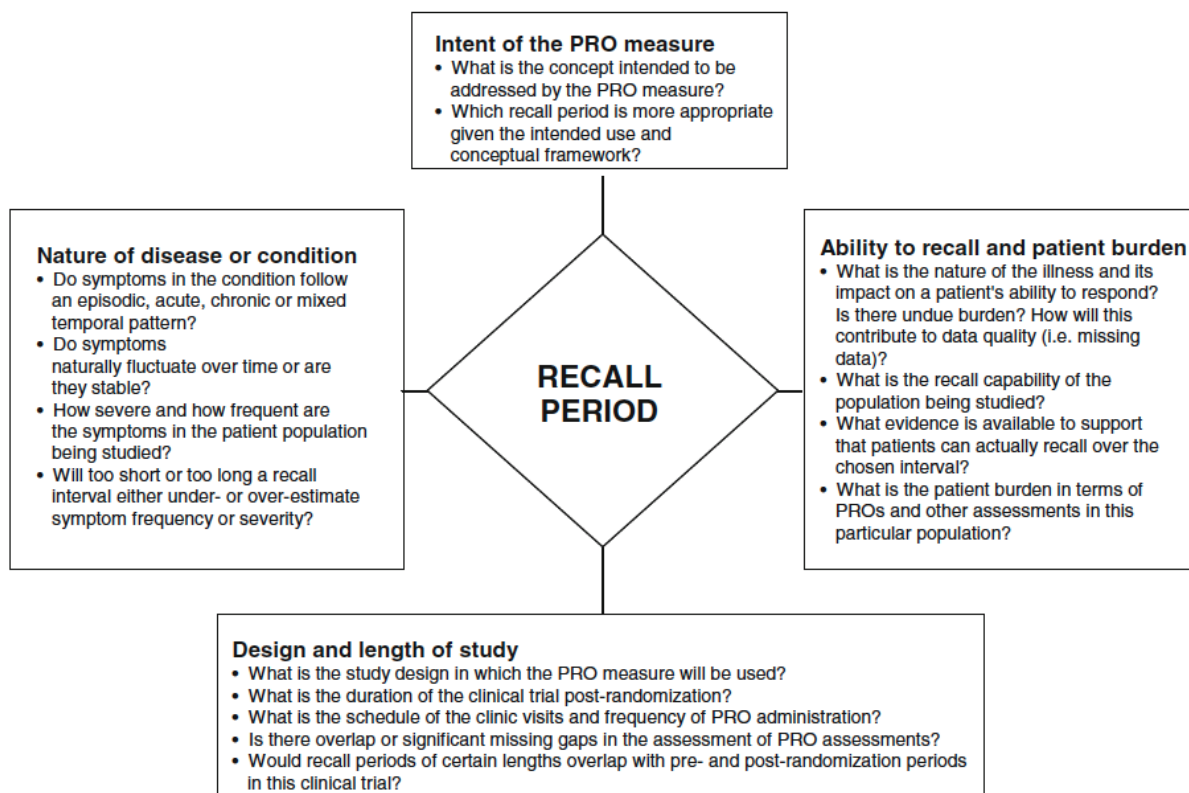 Intent of the PRO measure
• What is the concept intended to be
addressed by the PRO measure?
• Which recall period is more appropriate
given the intended use and
conceptual framework?
Nature of disease or condition
• Do symptoms in the condition follow
an episodic, acute, chronic or mixed
temporal pattern?
• Do symptoms
naturally fluctuate over time or are
they stable?
• How severe and how frequent are
the symptoms in the patient population
being studied?
• Will too short or too long a recall
interval either under- or over-estimate
symptom frequency or severity?
RECALL
PERIOD
Ability to recall and patient burden
• What is the nature of the illness and its
impact on a patient's ability to respond?
Is there undue burden? How will this
contribute to data quality (i.e. missing
data)?
• What is the recall capability of the
population being studied?
• What evidence is available to support
that patients can actually recall over the
chosen interval?
• What is the patient burden in terms of
PROs and other assessments in this
particular population?
Design and length of study
• What is the study design in which the PRO measure will be used?
• What is the duration of the clinical trial post-randomization?
• What is the schedule of the clinic visits and frequency of PRO administration?
• Is there overlap or significant missing gaps in the assessment of PRO assessments?
• Would recall periods of certain lengths overlap with pre- and post-randomization periods
in this clinical trial?